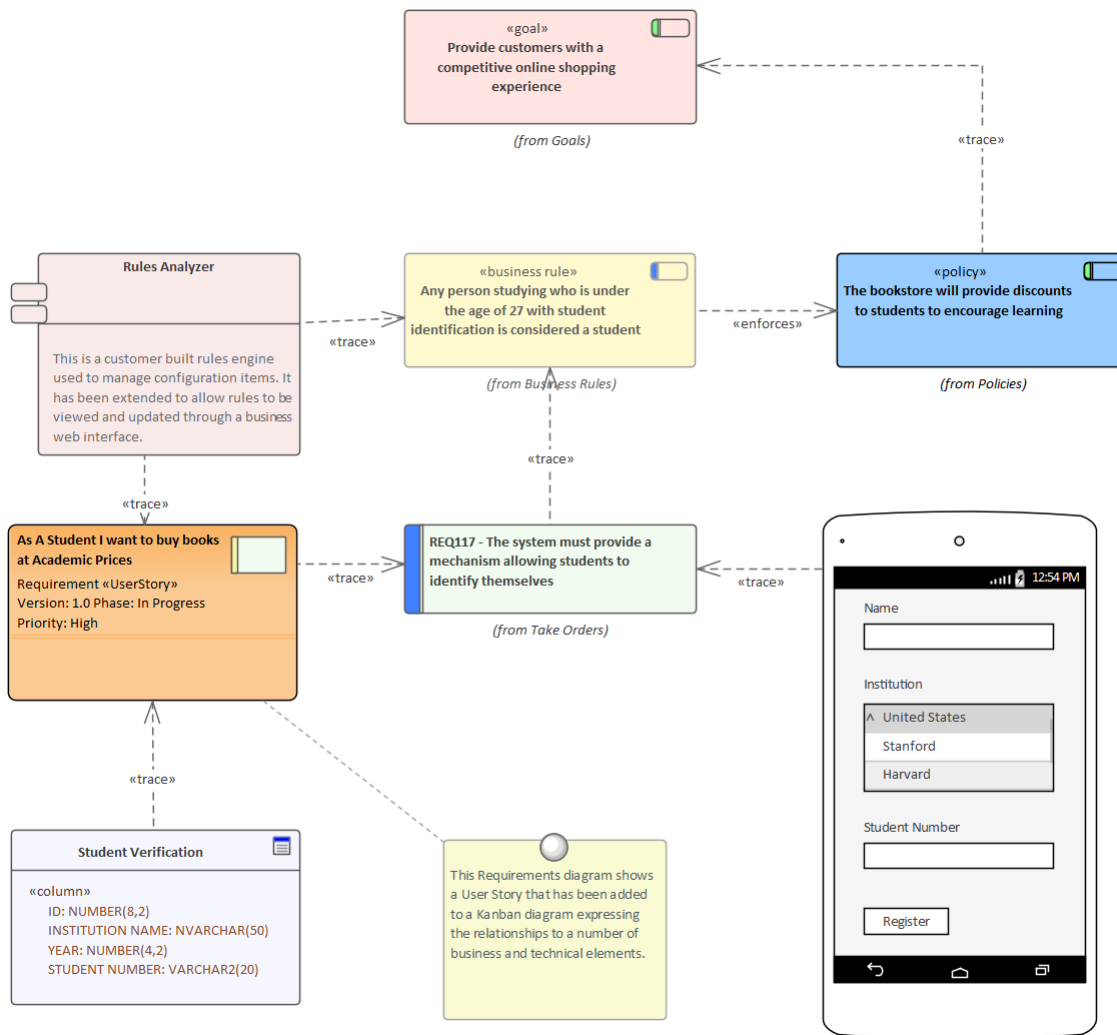 «goal»
Provide customers with a
competitive online shopping
experience
(from Goals)
«trace»
Rules Analyzer
This is a customer built rules engine
used to manage configuration items. It
has been extended to allow rules to be
viewed and updated through a business
web interface.
«trace»
«business rule»
Any person studying who is under
the age of 27 with student
identification is considered a student
(from Business Rules)
«enforces»
«policy»
The bookstore will provide discounts
to students to encourage learning
(from Policies)
«trace»
«trace»
As A Student I want to buy books
at Academic Prices
Requirement «UserStory»
Version: 1.0 Phase: In Progress
Priority: High
«trace»
REQ117 - The system must provide a
mechanism allowing students to
identify themselves
(from Take Orders)
«trace»
12:54 PM
Name
Institution
^ United States
Stanford
Harvard
Student Number
Register
«trace»
Student Verification
«column»
ID: NUMBER(8,2)
INSTITUTION NAME: NVARCHAR(50)
YEAR: NUMBER(4,2)
STUDENT NUMBER: VARCHAR2(20)
This Requirements diagram shows
a User Story that has been added
to a Kanban diagram expressing
the relationships to a number of
business and technical elements.